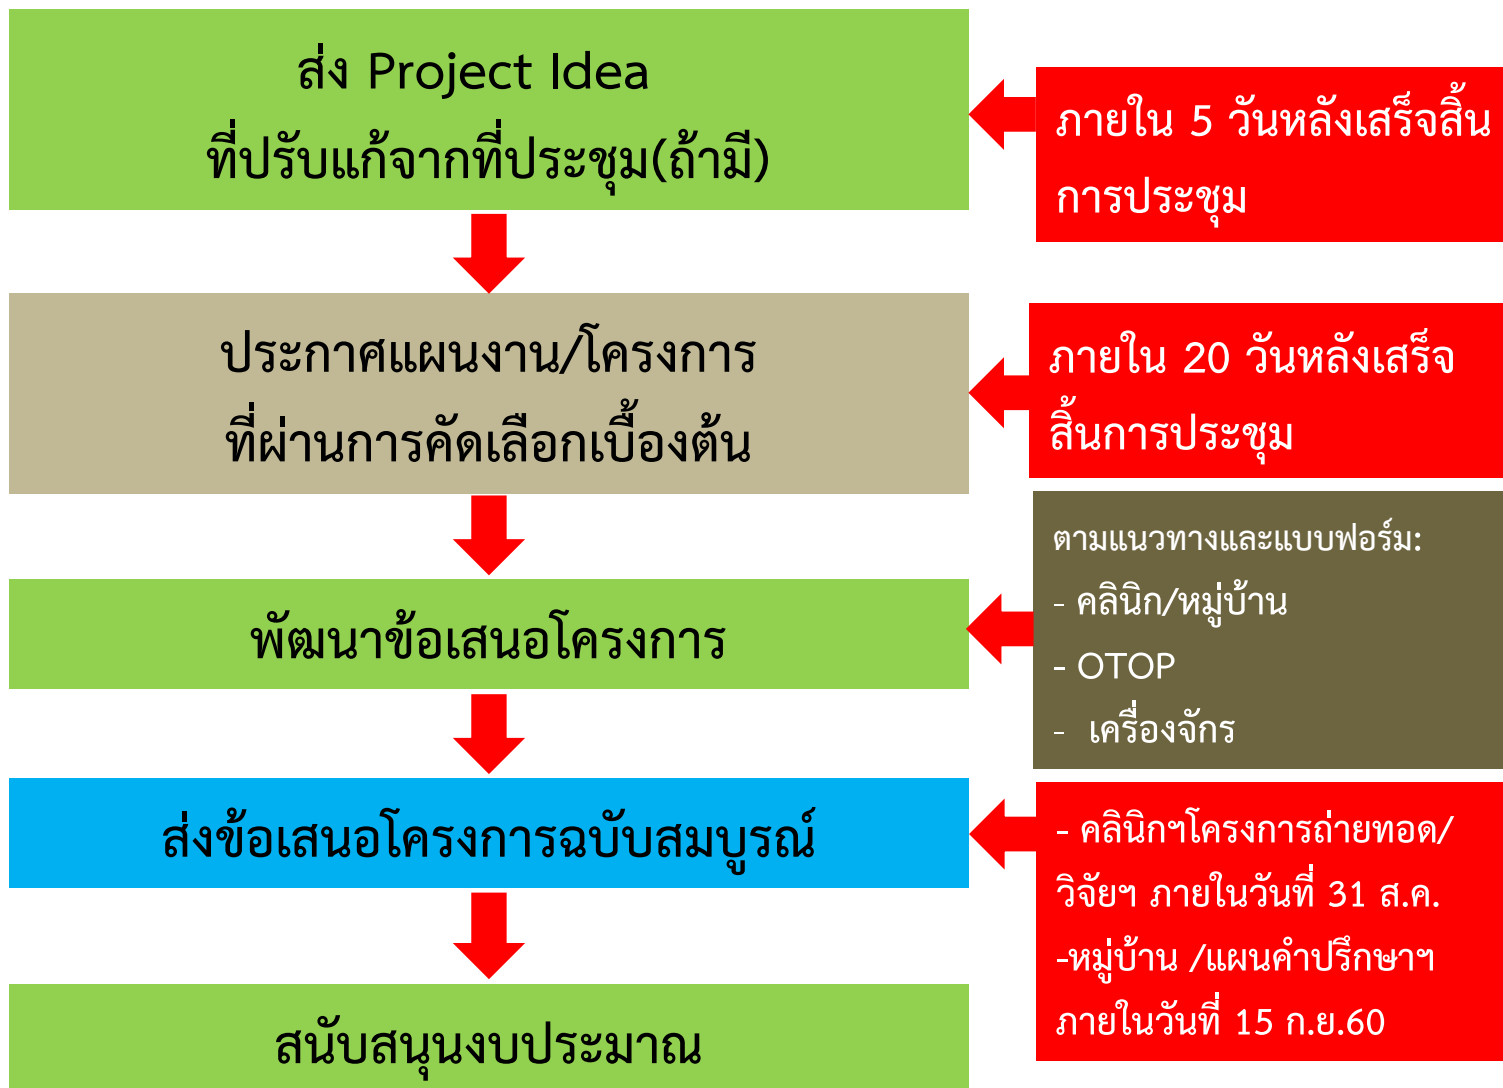 ส่ง Project Idea
ที่ปรับแก้จากที่ประชุม(ถ้ามี)
ภายใน 5 วันหลังเสร็จสิ้น
การประชุม
ประกาศแผนงาน/โครงการ
ที่ผ่านการคัดเลือกเบื้องต้น
ภายใน 20 วันหลังเสร็จ
สิ้นการประชุม
พัฒนาข้อเสนอโครงการ
ตามแนวทางและแบบฟอร์ม:
- คลินิก/หมู่บ้าน
- OTOP
- เครื่องจักร
ส่งข้อเสนอโครงการฉบับสมบูรณ์
- คลินิกฯโครงการถ่ายทอด/
วิจัยฯ ภายในวันที่ 31 ส.ค.
-หมู่บ้าน /แผนคำปรึกษาฯ
ภายในวันที่ 15 ก.ย.60
สนับสนุนงบประมาณ